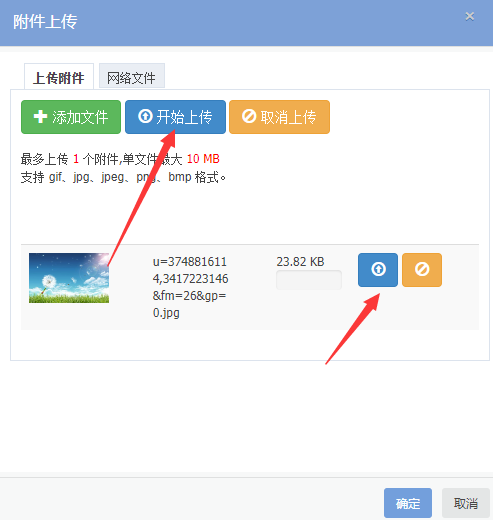 附件上传
×
上传附件
网络文件
添加文件
开始上传
取消上传
最多上传 1 个附件,单文件最大 10 MB
支持 gif、jpg、jpeg、png、bmp 格式。
u=374881611
4,3417223146
&fm=26&gp=
0.jpg
23.82 KB
确定
取消